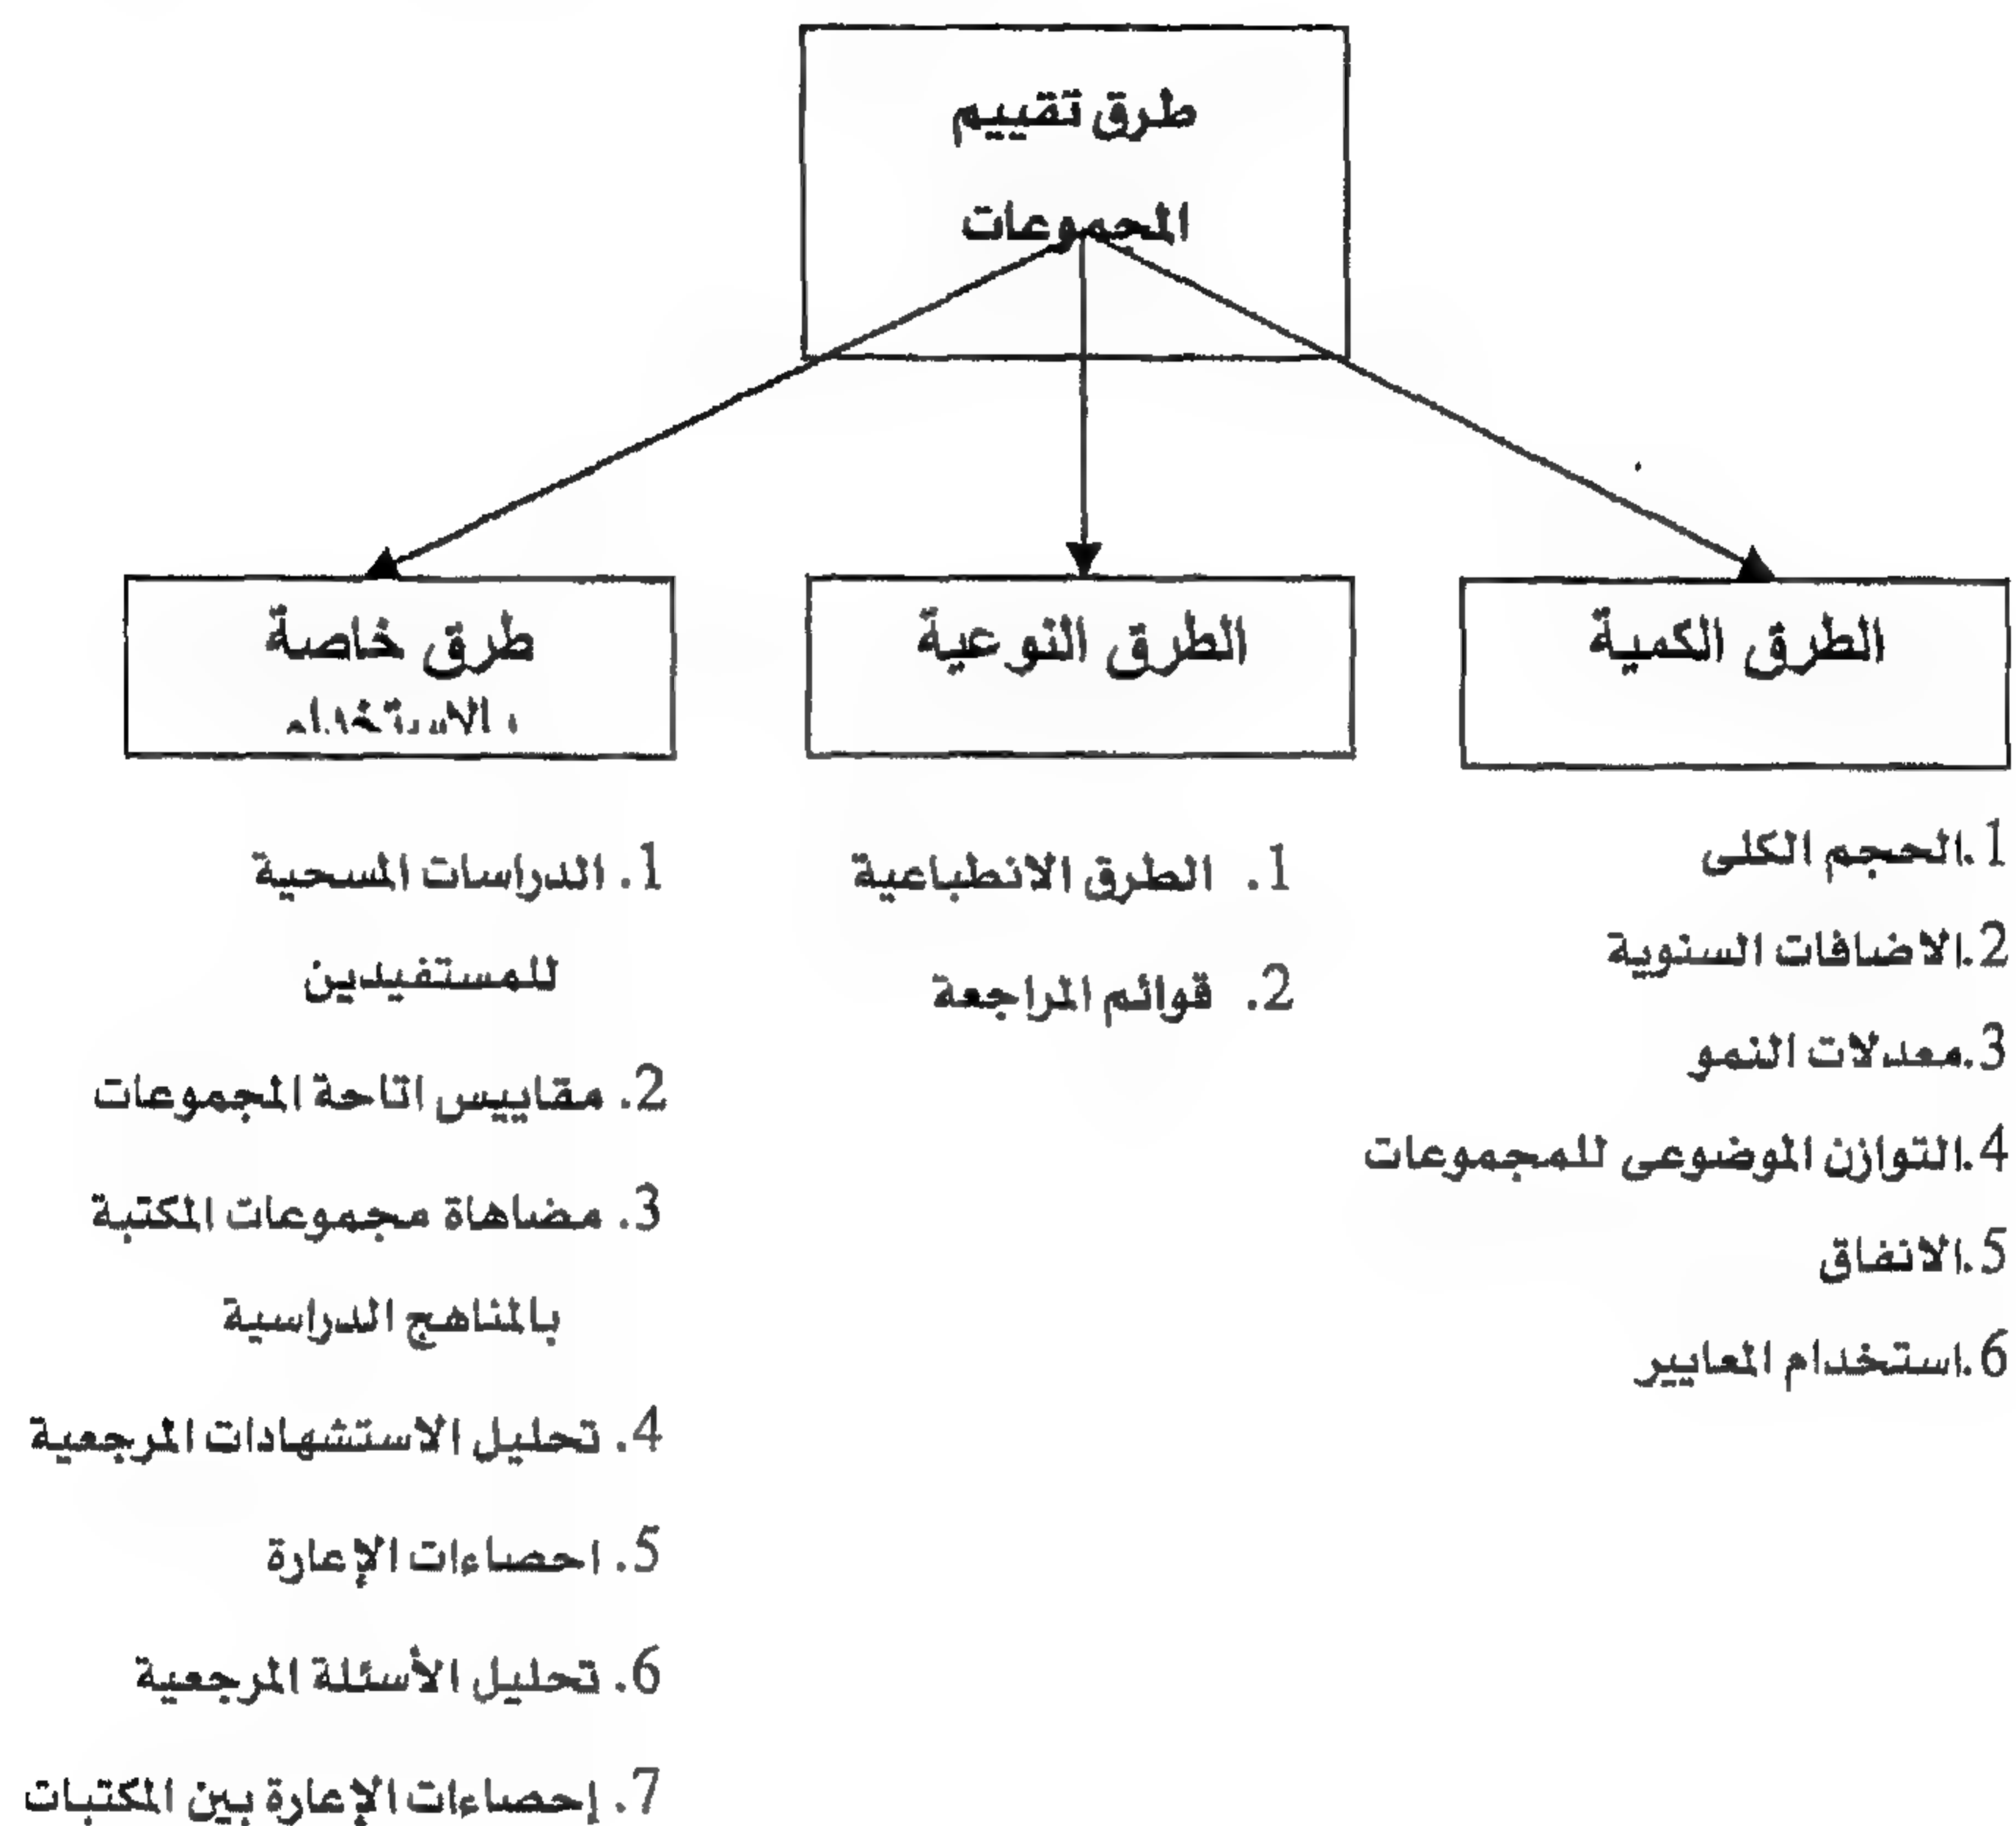 طرق تقييم
المجموعات
الطرق الكمية
1.الحجم الكلى
2.الاضافات السنوية
3.معدلات النمو
4.التوازن الموضوعى للمجموعات
5.الانفاق
6.استخدام المعايير
الطرق النوعية
1. الطرق الانطباعية
2. قوائم المراجعة
طرق خاصة
1. الدراسات المسحية
للمستفيدين
2. مقاييس اتاحة المجموعات
3. مضاهاة مجموعات المكتبة
بالمناهج الدراسية
4. تحليل الاستشهادات المرجعية
5. احصاءات الإعارة
6. تحليل الأسئلة المرجعية
7. إحصاءات الإعارة بين المكتبات